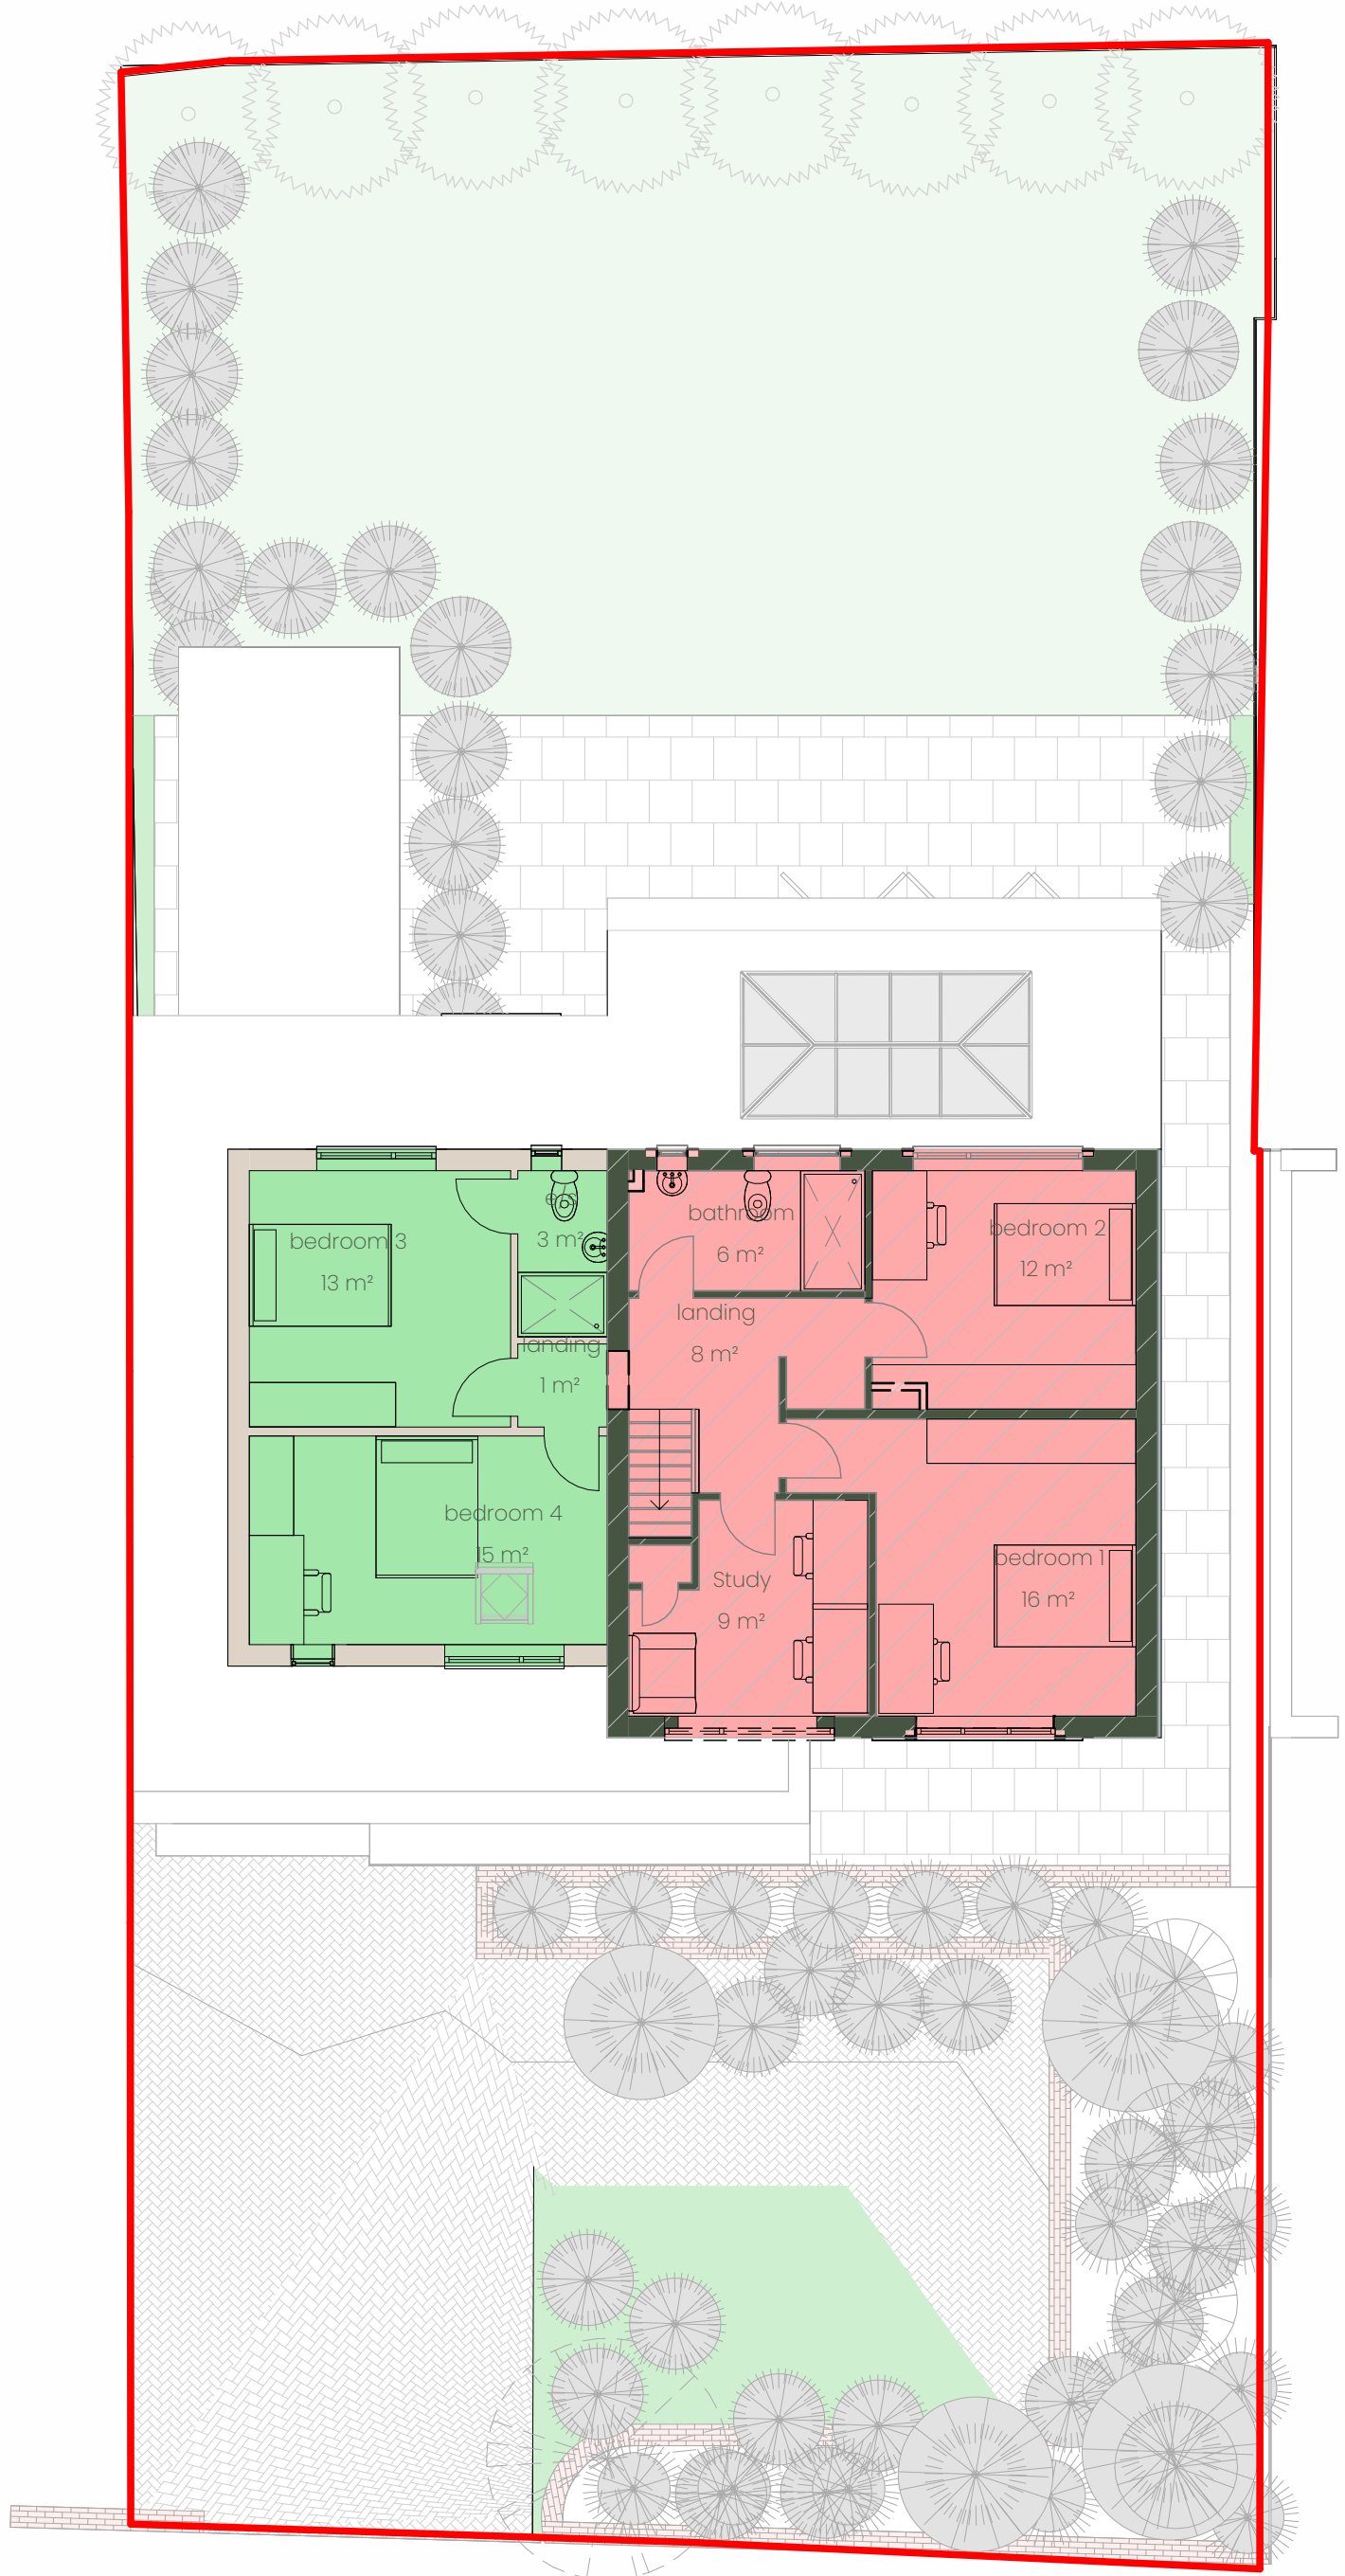 bedroom 3
13 m²
e/s
3 m²
landing
1 m²
bedroom 4
15 m²
bathroom
6 m²
landing
8 m²
bedroom 2
12 m²
Study
9 m²
bedroom 1
16 m²